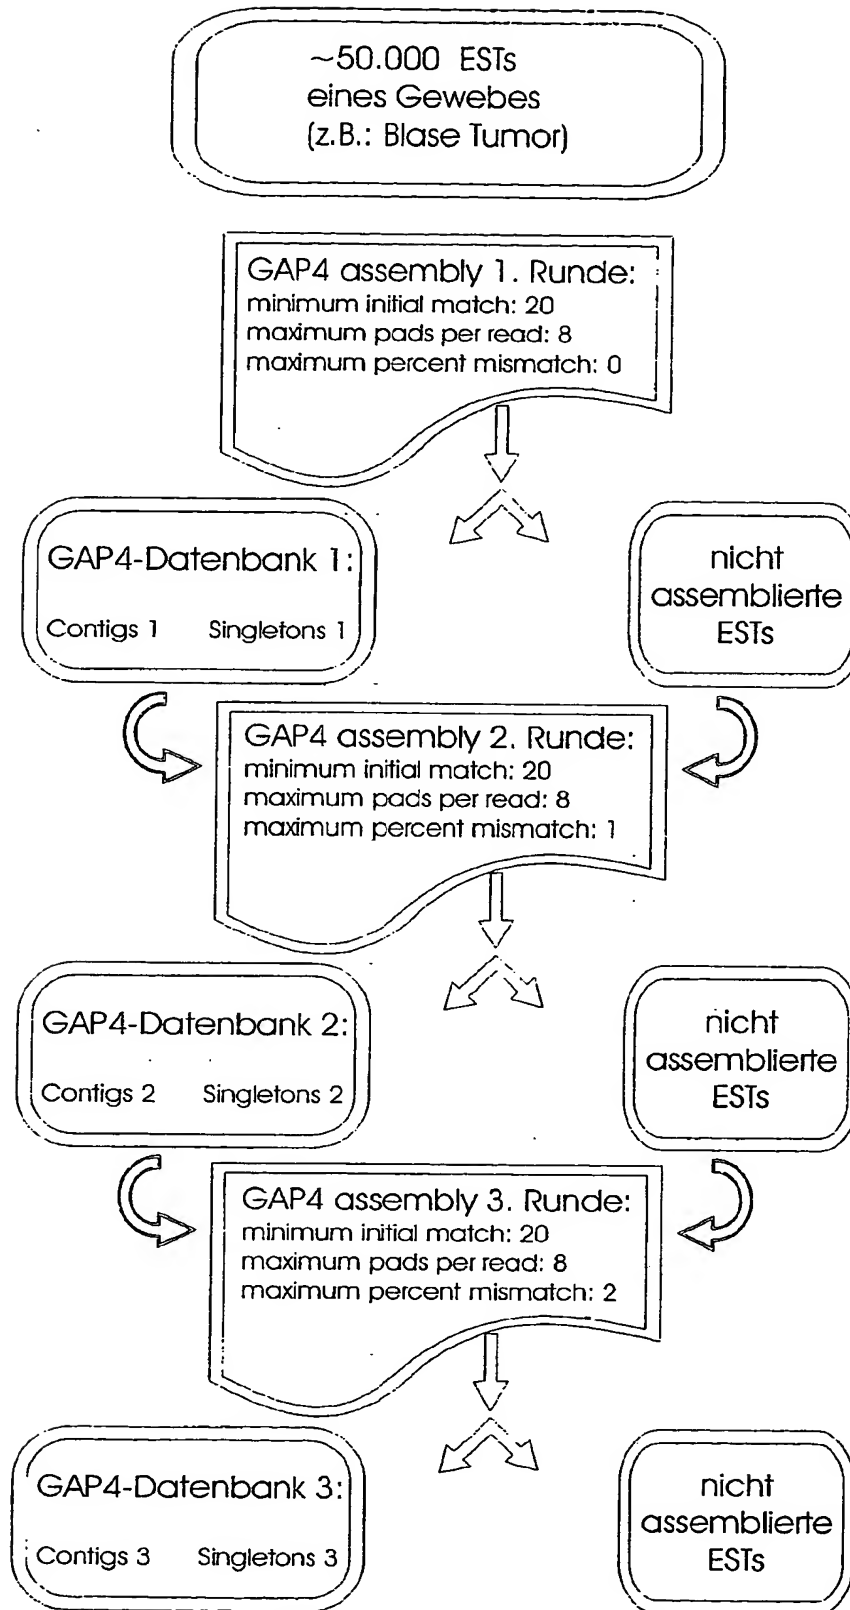 ~50.000 ESTs
eines Gewebes
(z.B.: Blase Tumor)
GAP4 assembly 1. Runde:
minimum initial match: 20
maximum pads per read: 8
maximum percent mismatch: 0
GAP4-Datenbank 1:
Contigs 1 Singletons 1
nicht
assemblierte
ESTs
GAP4 assembly 2. Runde:
minimum initial match: 20
maximum pads per read: 8
maximum percent mismatch: 1
GAP4-Datenbank 2:
Contigs 2 Singletons 2
nicht
assemblierte
ESTs
GAP4 assembly 3. Runde:
minimum initial match: 20
maximum pads per read: 8
maximum percent mismatch: 2
GAP4-Datenbank 3:
Contigs 3 Singletons 3
nicht
assemblierte
ESTs